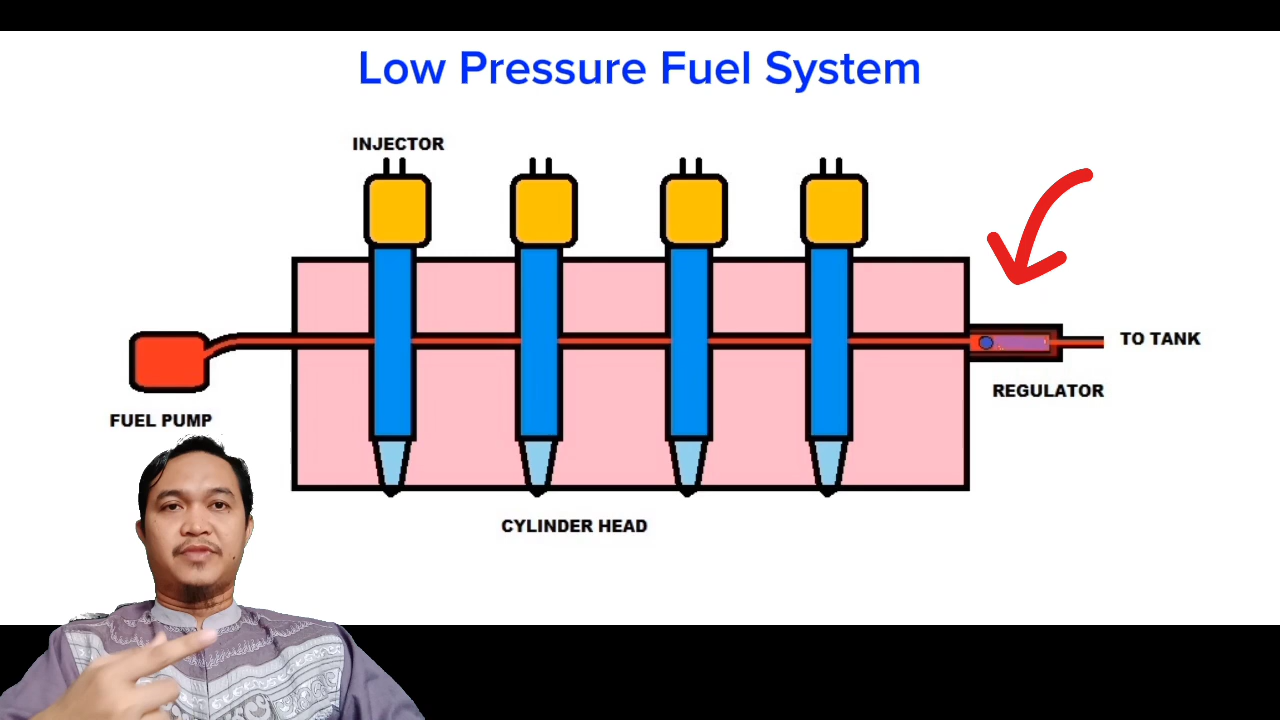 Low Pressure Fuel System
INJECTOR
TO TANK
REGULATOR
FUEL PUMP
CYLINDER HEAD